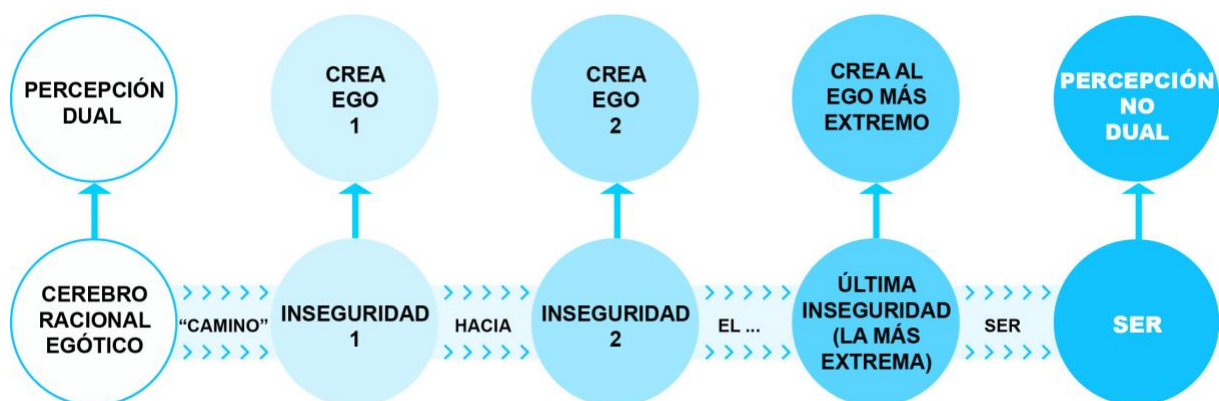 PERCEPCIÓN
DUAL
CREA
EGO
1
CREA
EGO
2
CREA AL
EGO MÁS
EXTREMO
PERCEPCIÓN
NO
DUAL
CEREBRO
RACIONAL
EGÓTICO
“CAMINO”
INSEGURIDAD
1
HACIA
INSEGURIDAD
2
EL ...
ÚLTIMA
INSEGURIDAD
(LA MÁS
EXTREMA)
SER
SER